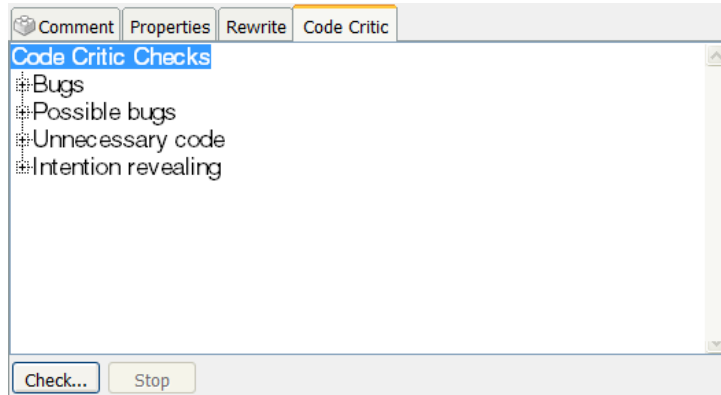 Comment Properties Rewrite Code Critic
Code Critic Checks
Bugs
Possible bugs
Unnecessary code
Intention revealing
Check... Stop